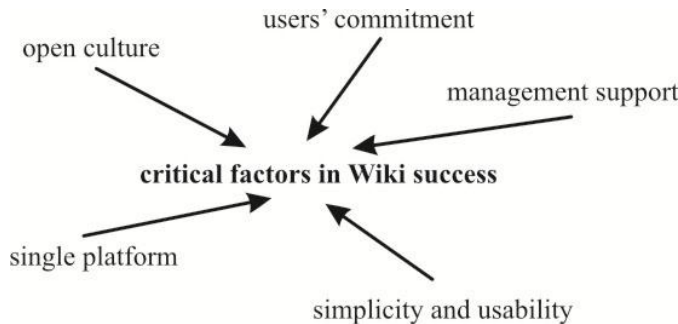 users’ commitment
open culture
management support
critical factors in Wiki success
single platform
simplicity and usability